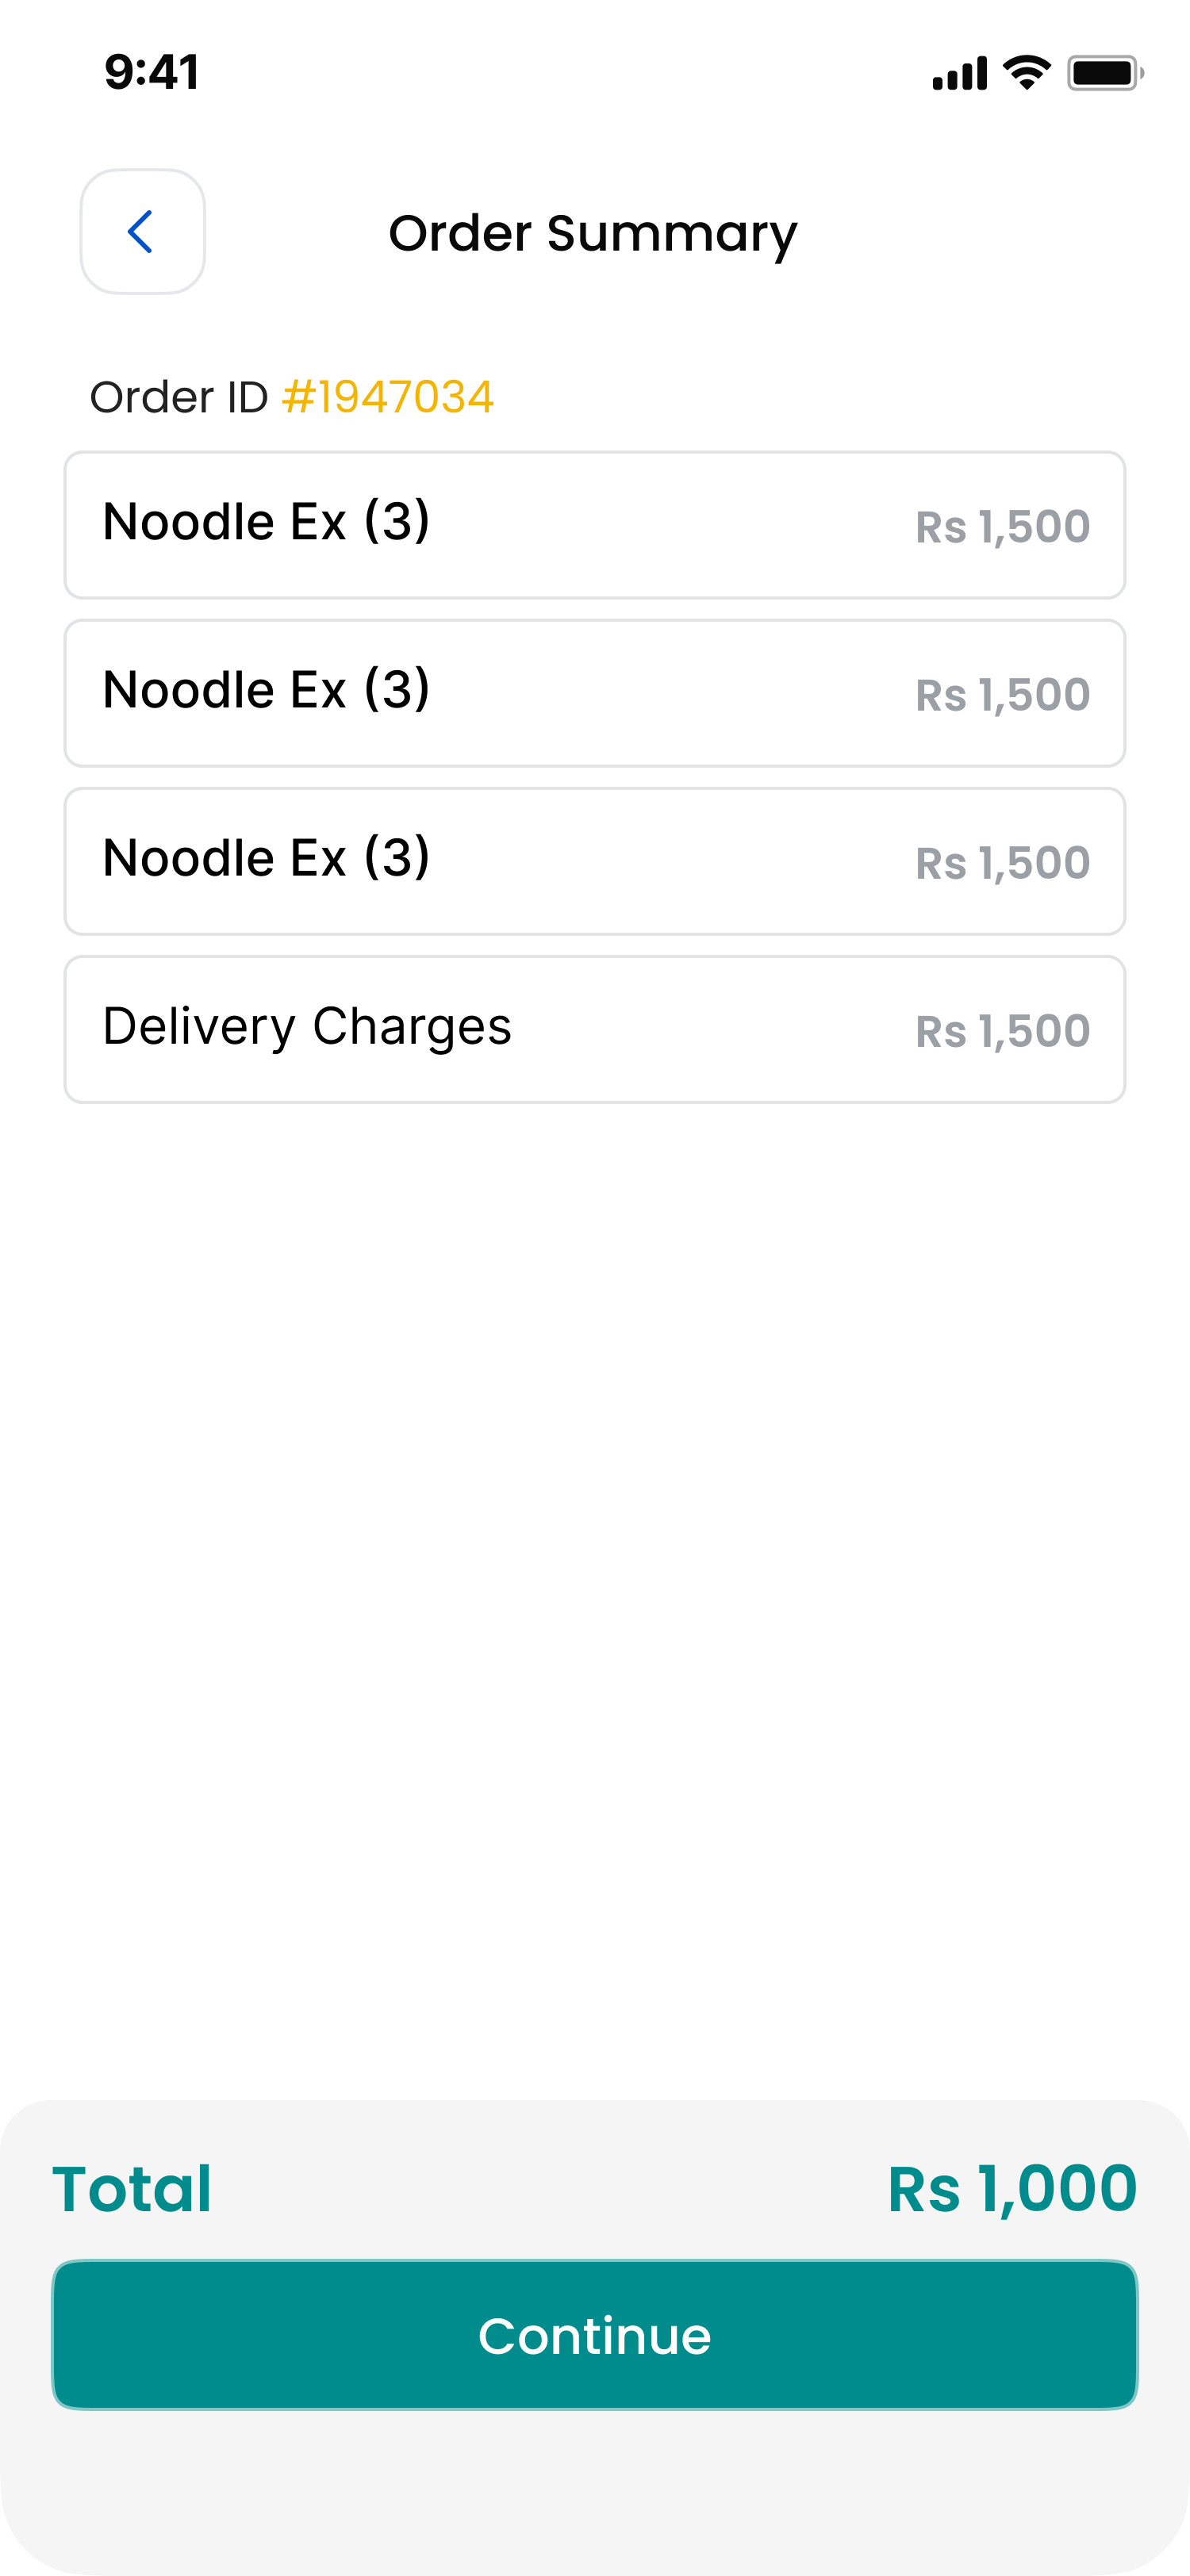 9:41
Order Summary
Order ID #1947034
Noodle Ex (3) Rs 1,500
Noodle Ex (3) Rs 1,500
Noodle Ex (3) Rs 1,500
Delivery Charges Rs 1,500
Total Rs 1,000
Continue